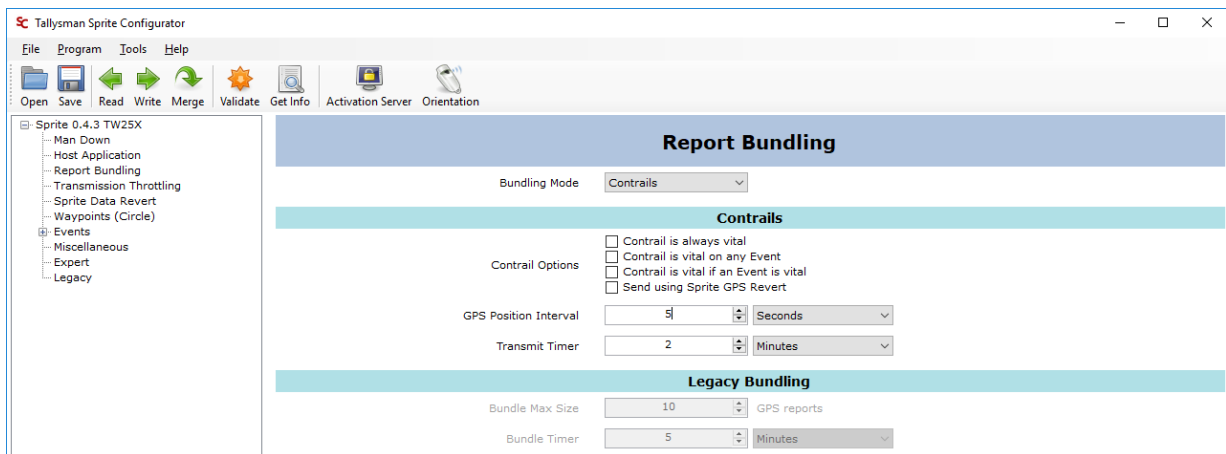 SC Tallysman Sprite Configurator
File Program Tools Help
Open Save Read Write Merge Validate Get Info Activation Server Orientation
Sprite 0.4.3 TW25X
Man Down
Host Application
Report Bundling
Transmission Throttling
Sprite Data Revert
Waypoints (Circle)
Events
Miscellaneous
Expert
Legacy
Report Bundling
Bundling Mode Contrails
Contrails
Contrail Options
Contrail is always vital
Contrail is vital on any Event
Contrail is vital if an Event is vital
Send using Sprite GPS Revert
GPS Position Interval 5 Seconds
Transmit Timer 2 Minutes
Legacy Bundling
Bundle Max Size 10 GPS reports
Bundle Timer 5 Minutes